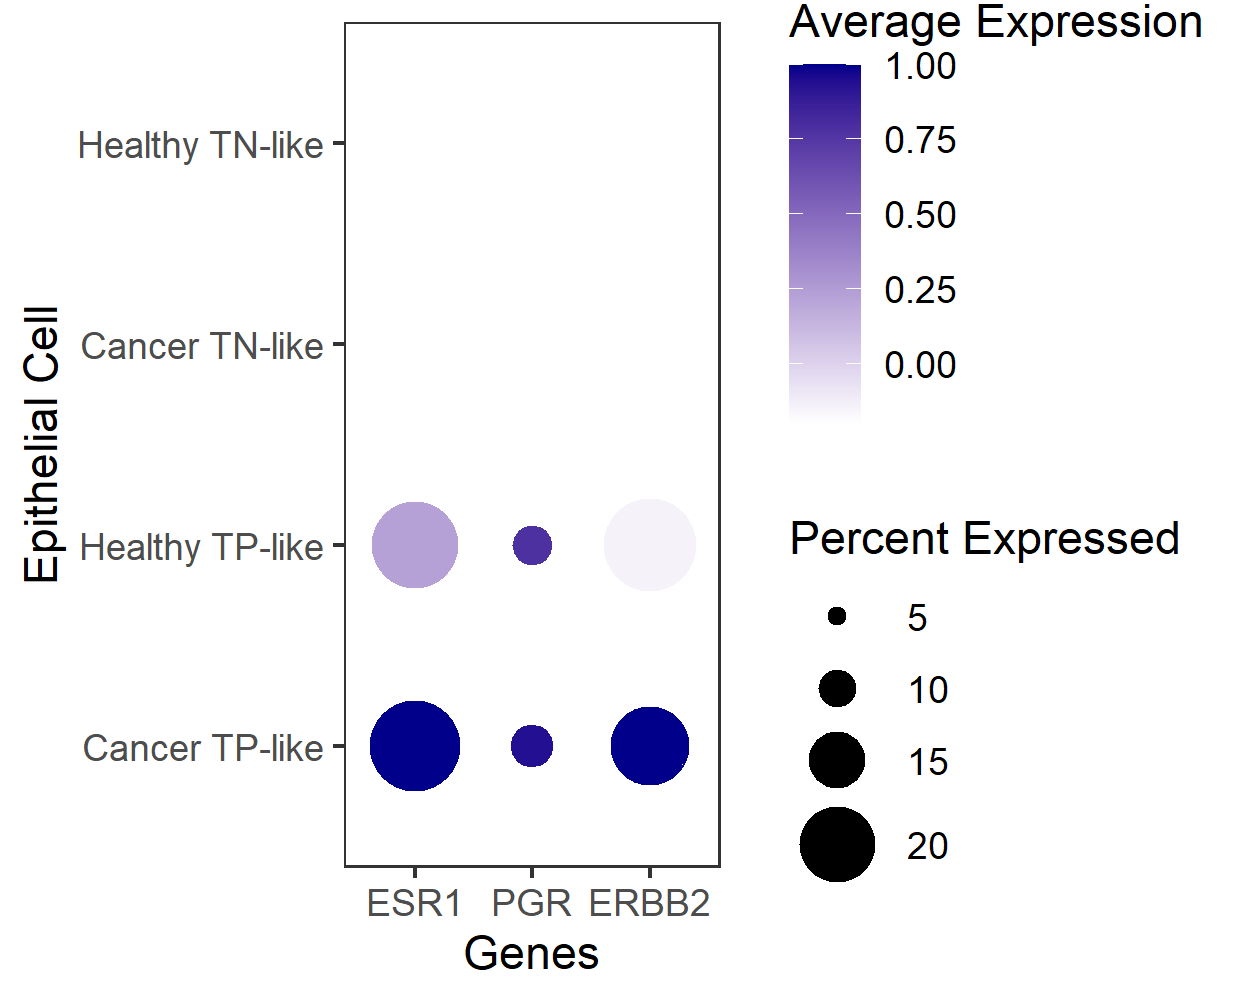 Epithelial Cell
Healthy TN-like
Cancer TN-like
Healthy TP-like
Cancer TP-like
ESR1 PGR ERBB2
Genes
Average Expression
1.00
0.75
0.50
0.25
0.00
Percent Expressed
5
10
15
20